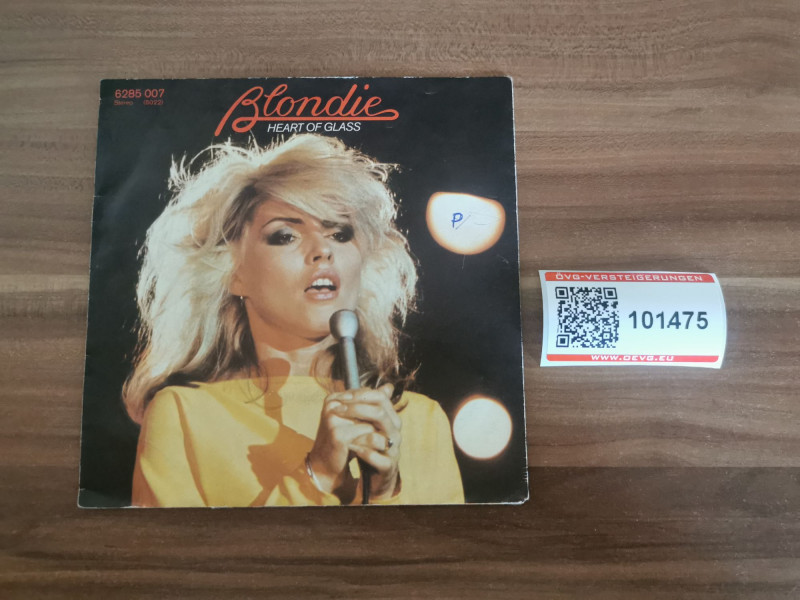 6285 007
Stereo
Blondie
HEART OF GLASS
P
ÖVG-VERSTEIGERUNGEN
101475
WWW.OEVG.EU